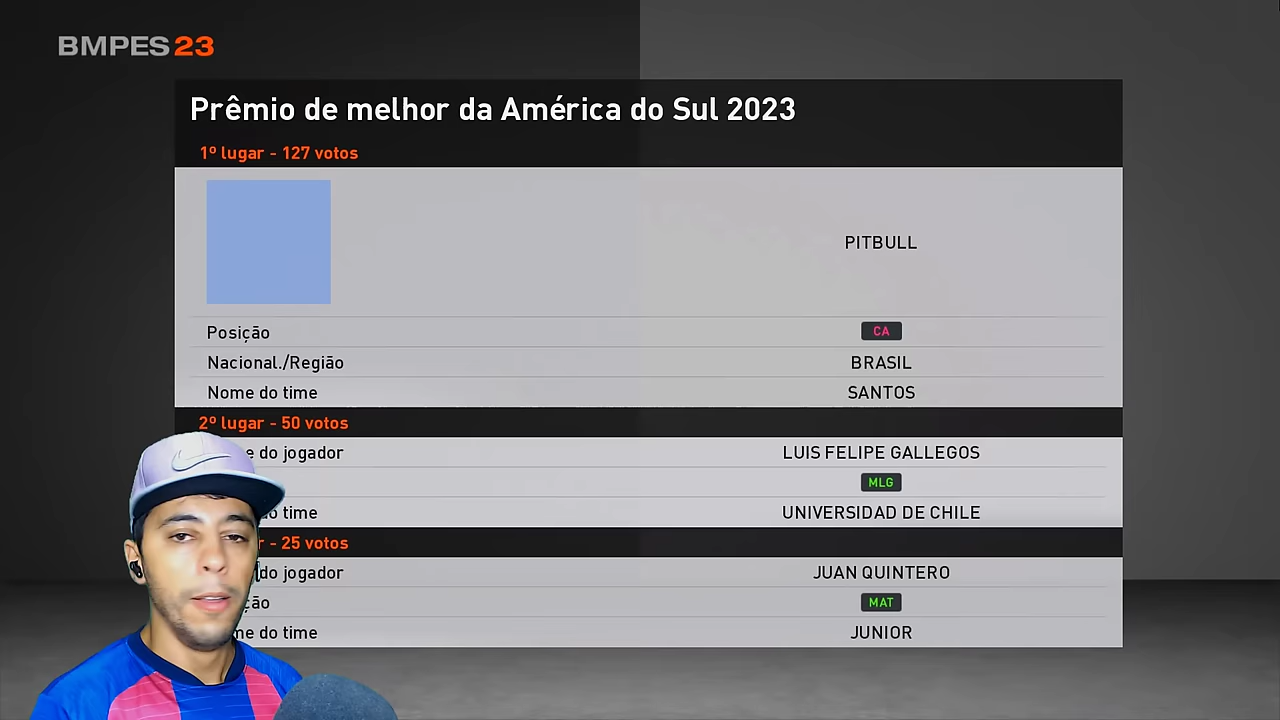 BMPES 23
Prêmio de melhor da América do Sul 2023
1º lugar - 127 votos
PITBULL
Posição CA
Nacional./Região BRASIL
Nome do time SANTOS
2º lugar - 50 votos
do jogador LUIS FELIPE GALLEGOS
MLG
time UNIVERSIDAD DE CHILE
- 25 votos
do jogador JUAN QUINTERO
MAT
do time JUNIOR